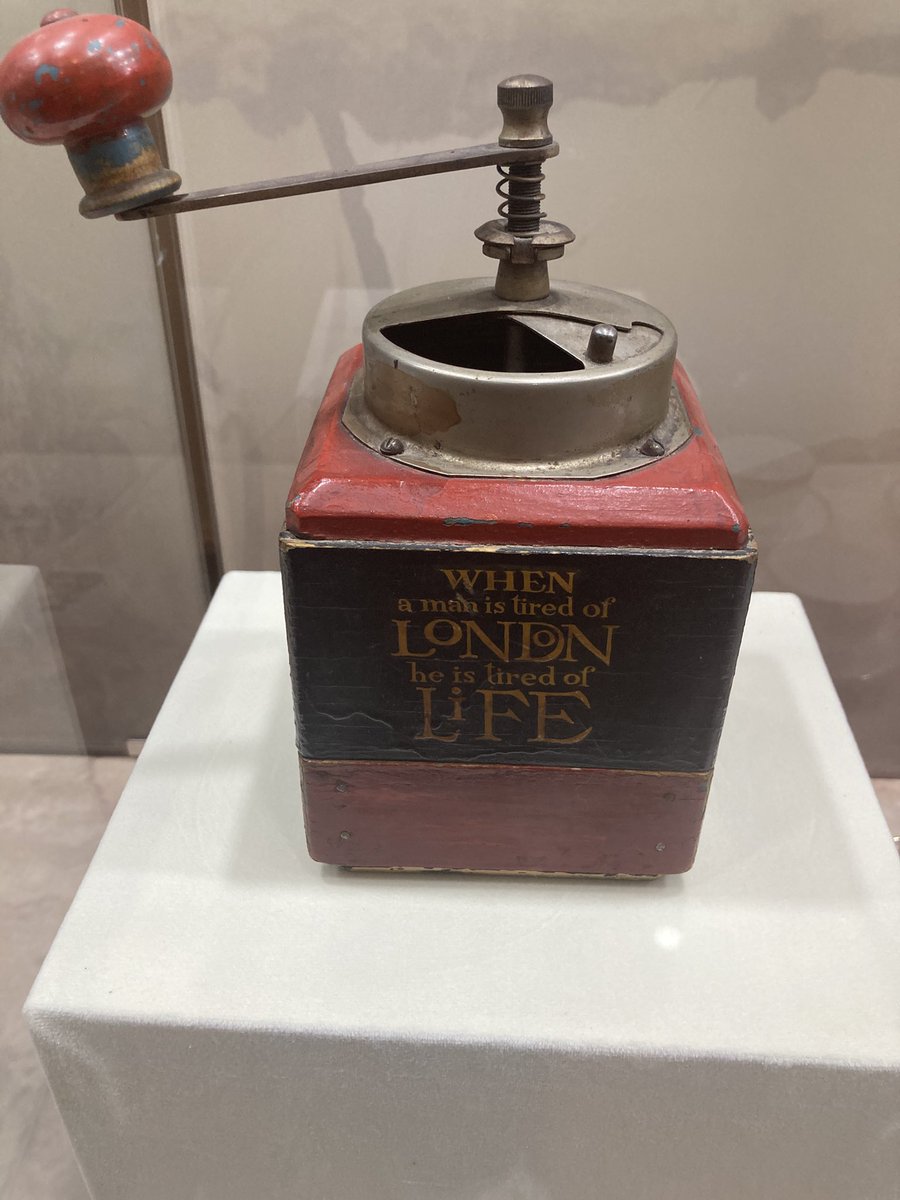 WHEN
a man is tired of
LONDON
he is tired of
LiFE